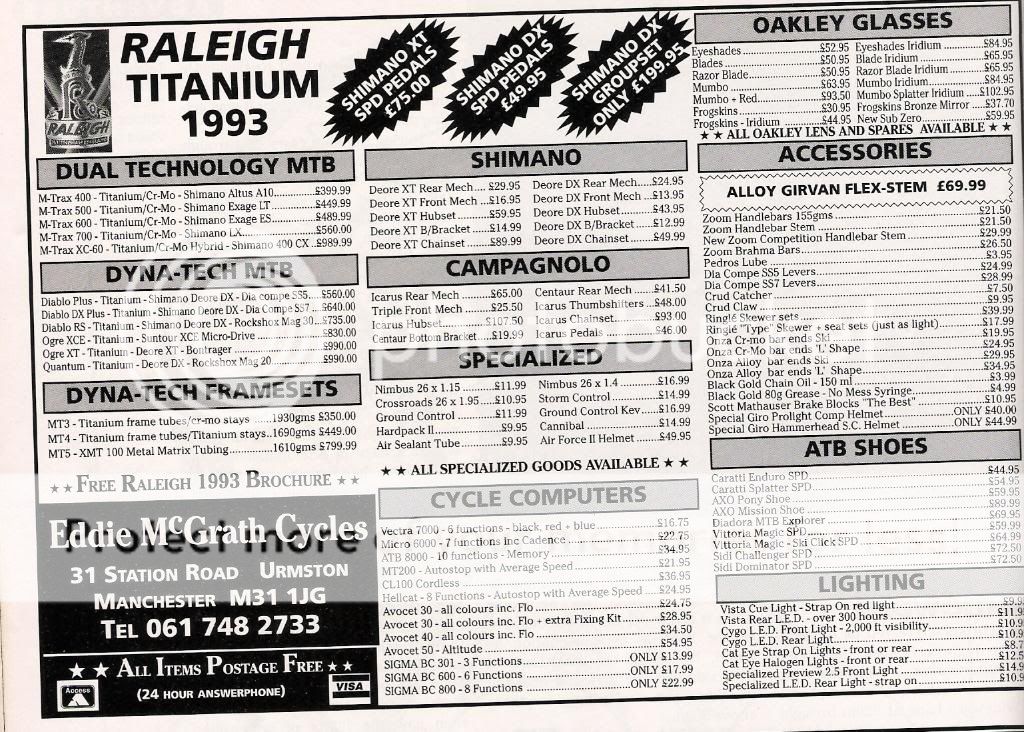 RALEIGH
RALEIGH
TITANIUM
1993
SHIMANO XT
SPD PEDALS
£75.00
SHIMANO DX
SPD PEDALS
£49.95
SHIMANO DX
GROUPSET
ONLY £199.95
DUAL TECHNOLOGY MTB
M-Trax 400 - Titanium/Cr-Mo - Shimano Altus A10 £399.99
M-Trax 500 - Titanium/Cr-Mo - Shimano Exage LT £449.99
M-Trax 600 - Titanium/Cr-Mo - Shimano Exage ES £489.99
M-Trax 700 - Titanium/Cr-Mo - Shimano LX £560.00
M-Trax XC-60 - Titanium/Cr-Mo Hybrid - Shimano 400 CX £989.99
DYNA-TECH MTB
Diablo Plus - Titanium - Shimano Deore DX - Dia compe SS5 £560.00
Diablo DX Plus - Titanium - Shimano Deore DX - Dia Compe SS7 £640.00
Diablo RS - Titanium - Shimano Deore DX - Rockshox Mag 30 £735.00
Ogre XCE - Titanium - Suntour XCE Micro-Drive £830.00
Ogre XT - Titanium - Deore XT - Bontrager £990.00
Quantum - Titanium - Deore DX - Rockshox Mag 20 £990.00
DYNA-TECH FRAMESETS
MT3 - Titanium frame tubes/cr-mo stays 1930gms £350.00
MT4 - Titanium frame tubes/Titanium stays 1690gms £449.00
MT5 - XMT 100 Metal Matrix Tubing 1610gms £799.99
★★ FREE RALEIGH 1993 BROCHURE ★★
Eddie McGrath Cycles
31 STATION ROAD URMSTON
MANCHESTER M31 1JG
TEL 061 748 2733
★★ ALL ITEMS POSTAGE FREE ★★
Access
(24 HOUR ANSWERPHONE)
VISA
SHIMANO
Deore XT Rear Mech £29.95 Deore DX Rear Mech £24.95
Deore XT Front Mech £16.95 Deore DX Front Mech £13.95
Deore XT Hubset £59.95 Deore DX Hubset £43.95
Deore XT B/Bracket £14.99 Deore DX B/Bracket £12.99
Deore XT Chainset £89.99 Deore DX Chainset £49.99
CAMPAGNOLO
Icarus Rear Mech £65.00 Centaur Rear Mech £41.50
Triple Front Mech £25.50 Icarus Thumbshifters £48.00
Icarus Hubset £107.50 Icarus Chainset £93.00
Centaur Bottom Bracket £19.99 Icarus Pedals £46.00
SPECIALIZED
Nimbus 26 x 1.15 £11.99 Nimbus 26 x 1.4 £16.99
Crossroads 26 x 1.95 £10.95 Storm Control £14.99
Ground Control £11.99 Ground Control Kev £16.99
Hardpack II £9.95 Cannibal £14.99
Air Sealant Tube £9.95 Air Force II Helmet £49.95
★★ ALL SPECIALIZED GOODS AVAILABLE ★★
CYCLE COMPUTERS
Vectra 7000 - 6 functions - black, red + blue £16.75
Micro 6000 - 7 functions inc Cadence £22.75
ATB 8000 - 10 functions - Memory £34.95
MT200 - Autostop with Average Speed £21.95
CL100 Cordless £36.95
Hellcat - 8 Functions - Autostop with Average Speed £24.95
Avocet 30 - all colours inc. Flo £24.75
Avocet 30 - all colours inc. Flo + extra Fixing Kit £28.95
Avocet 40 - all colours inc. Flo £34.50
Avocet 50 - Altitude £54.95
SIGMA BC 301 - 3 Functions ONLY £13.99
SIGMA BC 600 - 6 Functions ONLY £17.99
SIGMA BC 800 - 8 Functions ONLY £22.99
OAKLEY GLASSES
Eyeshades £52.95 Eyeshades Iridium £84.95
Blades £50.95 Blade Iridium £65.95
Razor Blade £50.95 Razor Blade Iridium £65.95
Mumbo £63.95 Mumbo Iridium £84.95
Mumbo + Red £93.50 Mumbo Splatter Iridium £102.95
Frogskins £30.95 Frogskins Bronze Mirror £37.70
Frogskins - Iridium £44.95 New Sub Zero £59.95
★★ ALL OAKLEY LENS AND SPARES AVAILABLE ★★
ACCESSORIES
ALLOY GIRVAN FLEX-STEM £69.99
Zoom Handlebars 155gms £21.50
Zoom Handlebar Stem £21.50
New Zoom Competition Handlebar Stem £29.99
Zoom Brahma Bars £26.50
Pedros Lube £3.95
Dia Compe SS5 Levers £24.99
Dia Compe SS7 Levers £28.99
Crud Catcher £7.50
Crud Claw £9.95
Ringlé Skewer sets £39.99
Ringlé "Type" Skewer + seat sets (just as light) £17.99
Onza Cr-mo bar ends Ski £19.95
Onza Cr-Mo bar ends 'L' Shape £24.95
Onza Alloy bar ends Ski £29.95
Onza Alloy bar ends 'L' Shape £34.95
Black Gold Chain Oil - 150 ml £3.99
Black Gold 80g Grease - No Mess Syringe £4.99
Scott Mathauser Brake Blocks "The Best" £10.95
Special Giro Prolight Comp Helmet ONLY £40.00
Special Giro Hammerhead S.C. Helmet ONLY £44.99
ATB SHOES
Caratti Enduro SPD £44.95
Caratti Splatter SPD £54.95
AXO Pony Shoe £59.95
AXO Mission Shoe £89.99
Diadora MTB Explorer £69.95
Vittoria Magic SPD £59.99
Vittoria Magic - Ski Click SPD £64.99
Sidi Challenger SPD £72.50
Sidi Dominator SPD £72.50
LIGHTING
Vista Cue Light - Strap On red light
Vista Rear L.E.D. - over 300 hours
Cygo L.E.D. Front Light - 2,000 ft visibility
Cygo L.E.D. Rear Light
Cat Eye Strap On Lights - front or rear
Cat Eye Halogen Lights - front or rear
Specialized Preview 2.5 Front Light
Specialized L.E.D. Rear Light - strap on